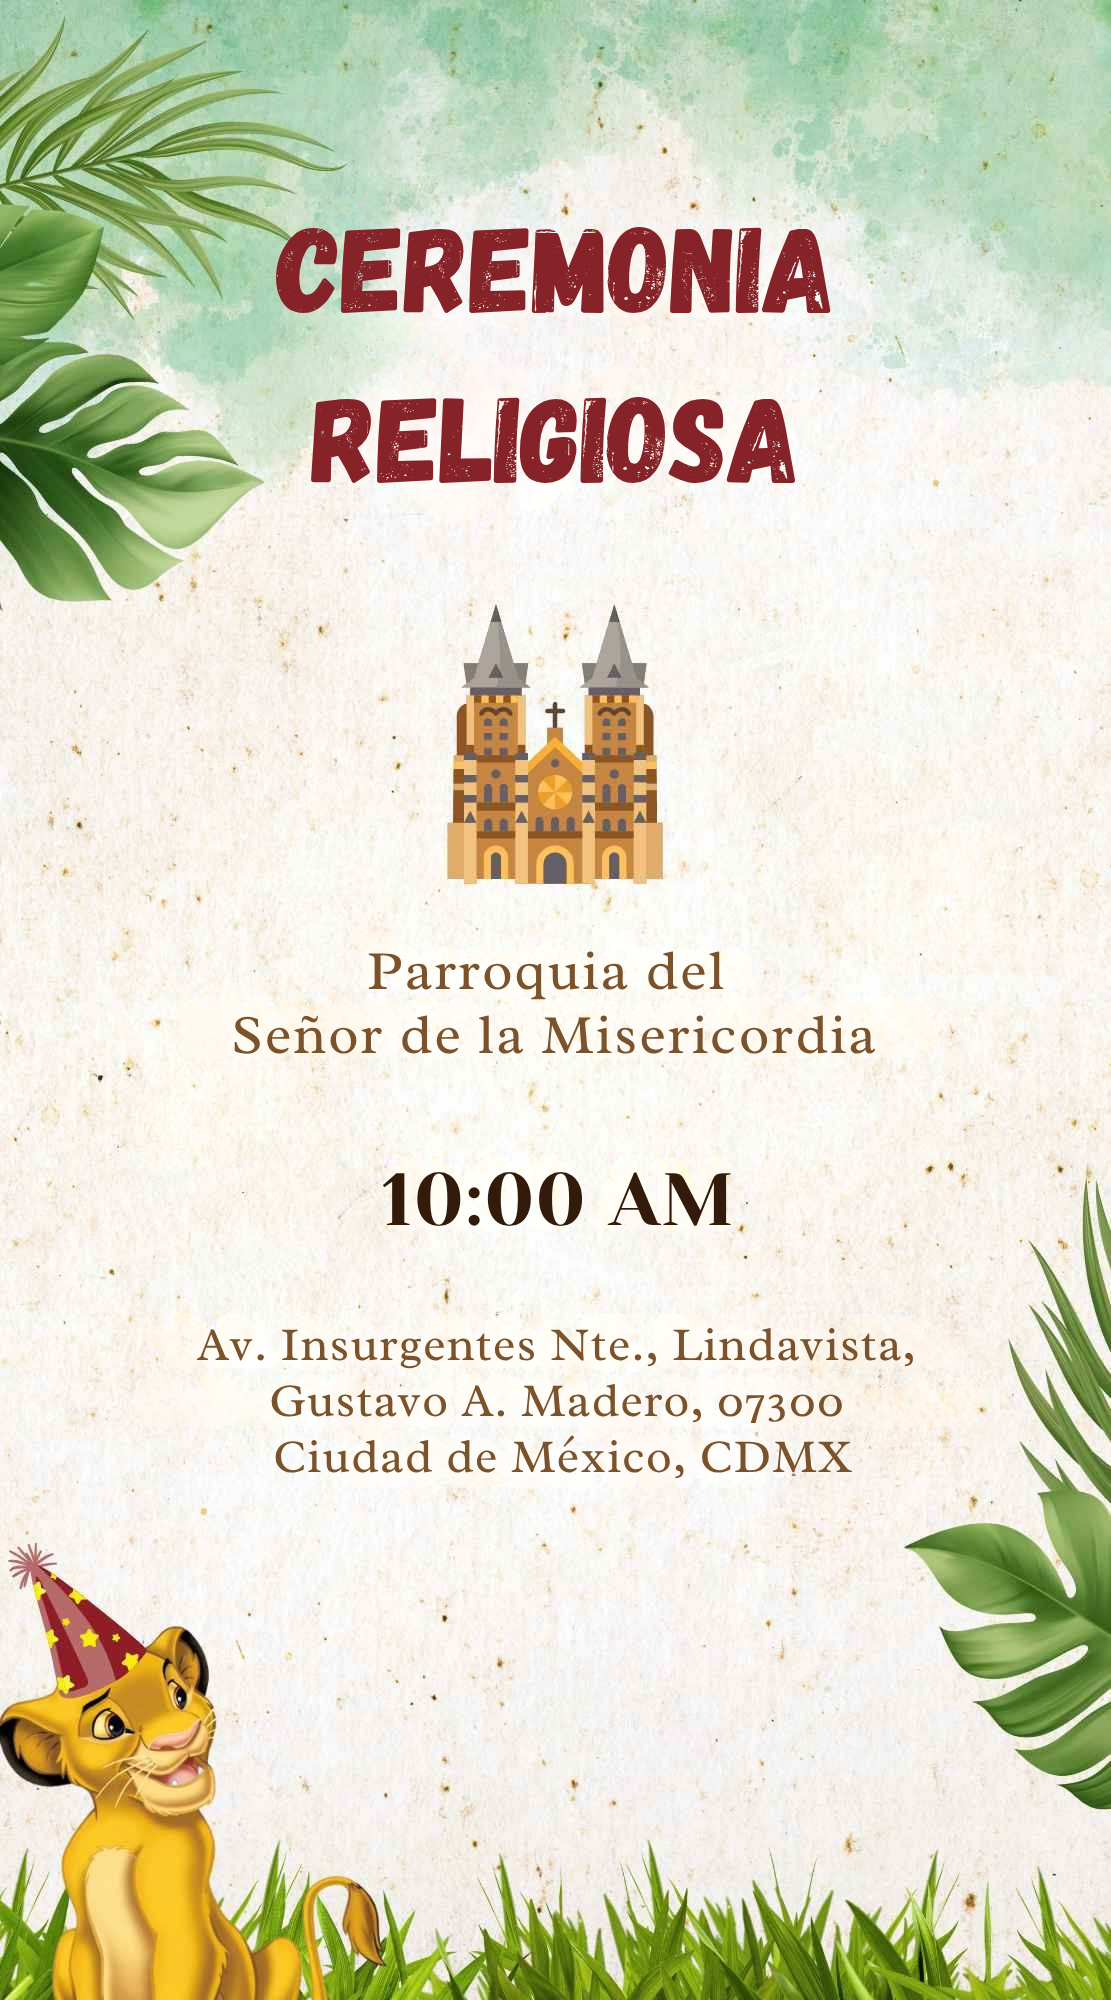 CEREMONIA
RELIGIOSA
Parroquia del
Señor de la Misericordia
10:00 AM
Av. Insurgentes Nte., Lindavista,
Gustavo A. Madero, 07300
Ciudad de México, CDMX